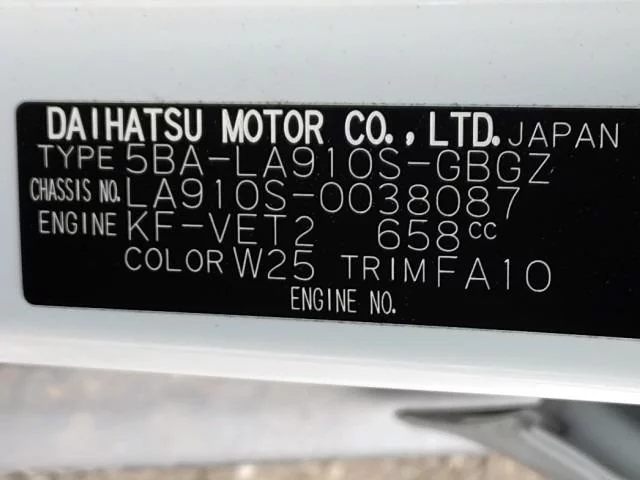 DAIHATSU MOTOR CO.,LTD. JAPAN
TYPE 5BA-LA910S-GBGZ
CHASSIS NO. LA910S-0038087
ENGINE KF-VET2 658cc
COLOR W25 TRIM FA10
ENGINE NO.